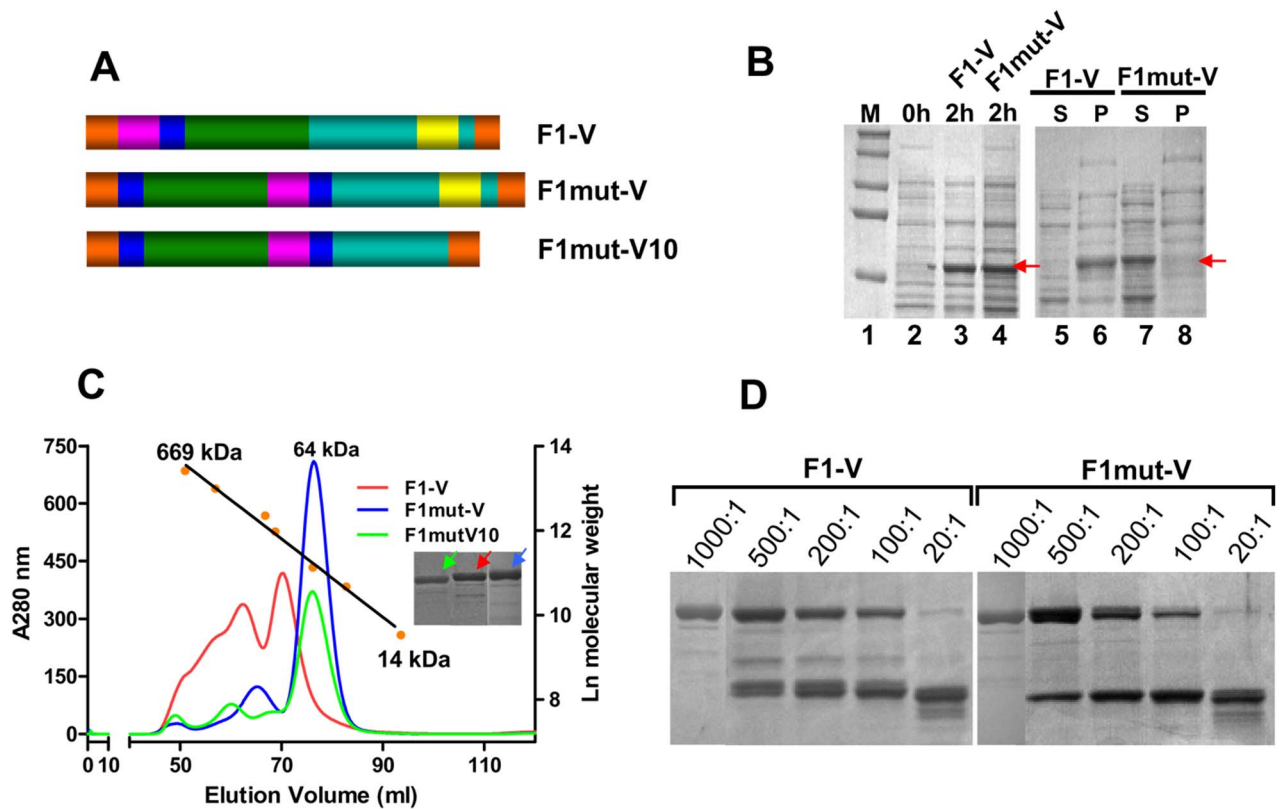 A
F1-V
F1mut-V
F1mut-V10
B
F1-V
F1mut-V
M 0h 2h 2h
1 2 3 4
F1-V F1mut-V
S P S P
5 6 7 8
C
A280 nm
750
600
450
300
150
0
669 kDa
64 kDa
14 kDa
F1-V
F1mut-V
F1mutV10
14
12
10
8
Ln molecular weight
0 10 50 70 90 110
Elution Volume (ml)
D
F1-V F1mut-V
1000:1 500:1 200:1 100:1 20:1 1000:1 500:1 200:1 100:1 20:1